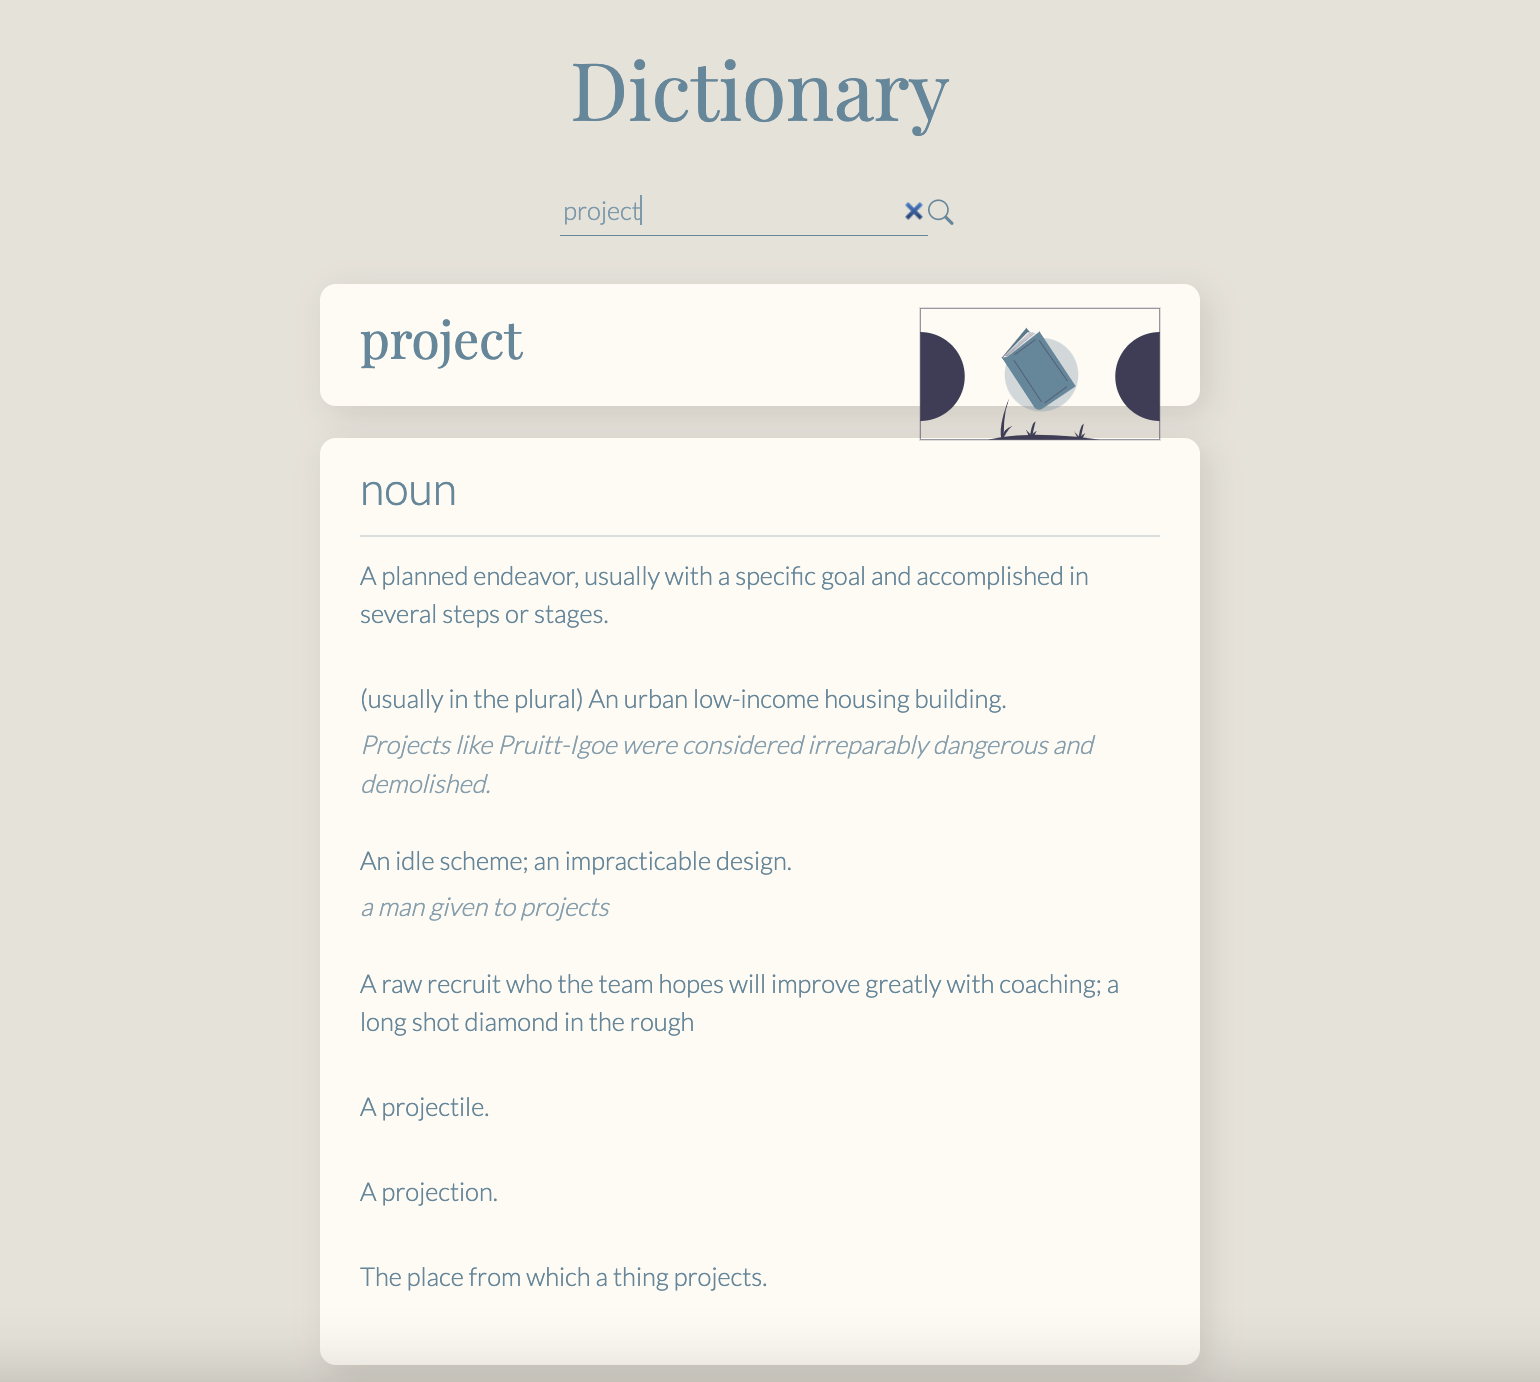 Dictionary
project
project
noun
A planned endeavor, usually with a specific goal and accomplished in
several steps or stages.
(usually in the plural) An urban low-income housing building.
Projects like Pruitt-Igoe were considered irreparably dangerous and
demolished.
An idle scheme; an impracticable design.
a man given to projects
A raw recruit who the team hopes will improve greatly with coaching; a
long shot diamond in the rough
A projectile.
A projection.
The place from which a thing projects.